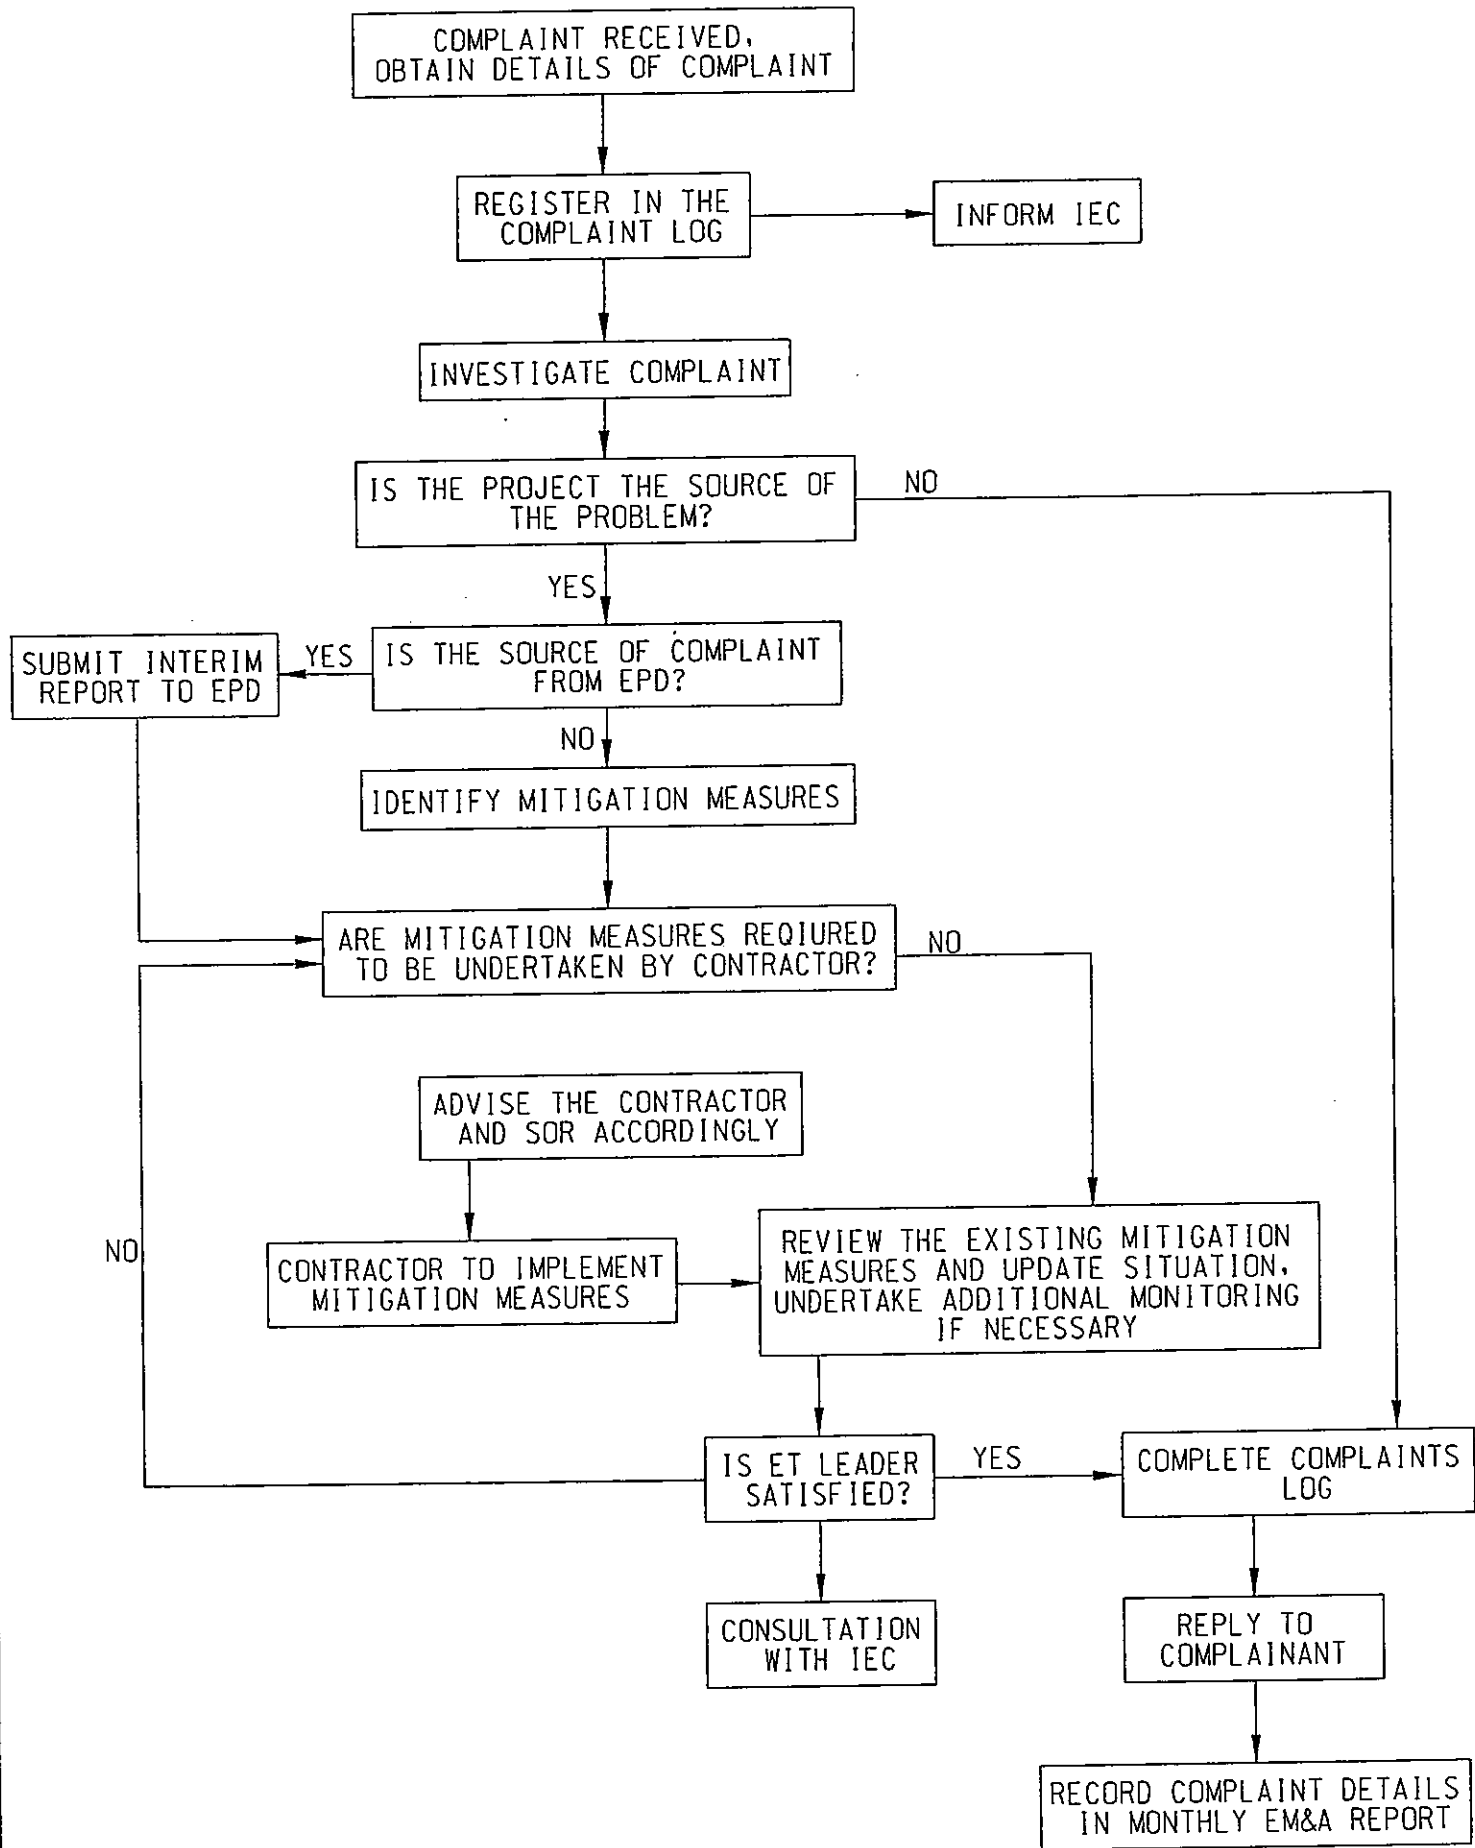 COMPLAINT RECEIVED,
OBTAIN DETAILS OF COMPLAINT
REGISTER IN THE
COMPLAINT LOG
INFORM IEC
INVESTIGATE COMPLAINT
IS THE PROJECT THE SOURCE OF
THE PROBLEM?
NO
YES
SUBMIT INTERIM
REPORT TO EPD
YES
IS THE SOURCE OF COMPLAINT
FROM EPD?
NO
IDENTIFY MITIGATION MEASURES
ARE MITIGATION MEASURES REQIURED
TO BE UNDERTAKEN BY CONTRACTOR?
NO
ADVISE THE CONTRACTOR
AND SOR ACCORDINGLY
NO
CONTRACTOR TO IMPLEMENT
MITIGATION MEASURES
REVIEW THE EXISTING MITIGATION
MEASURES AND UPDATE SITUATION,
UNDERTAKE ADDITIONAL MONITORING
IF NECESSARY
IS ET LEADER
SATISFIED?
YES
COMPLETE COMPLAINTS
LOG
CONSULTATION
WITH IEC
REPLY TO
COMPLAINANT
RECORD COMPLAINT DETAILS
IN MONTHLY EM&A REPORT